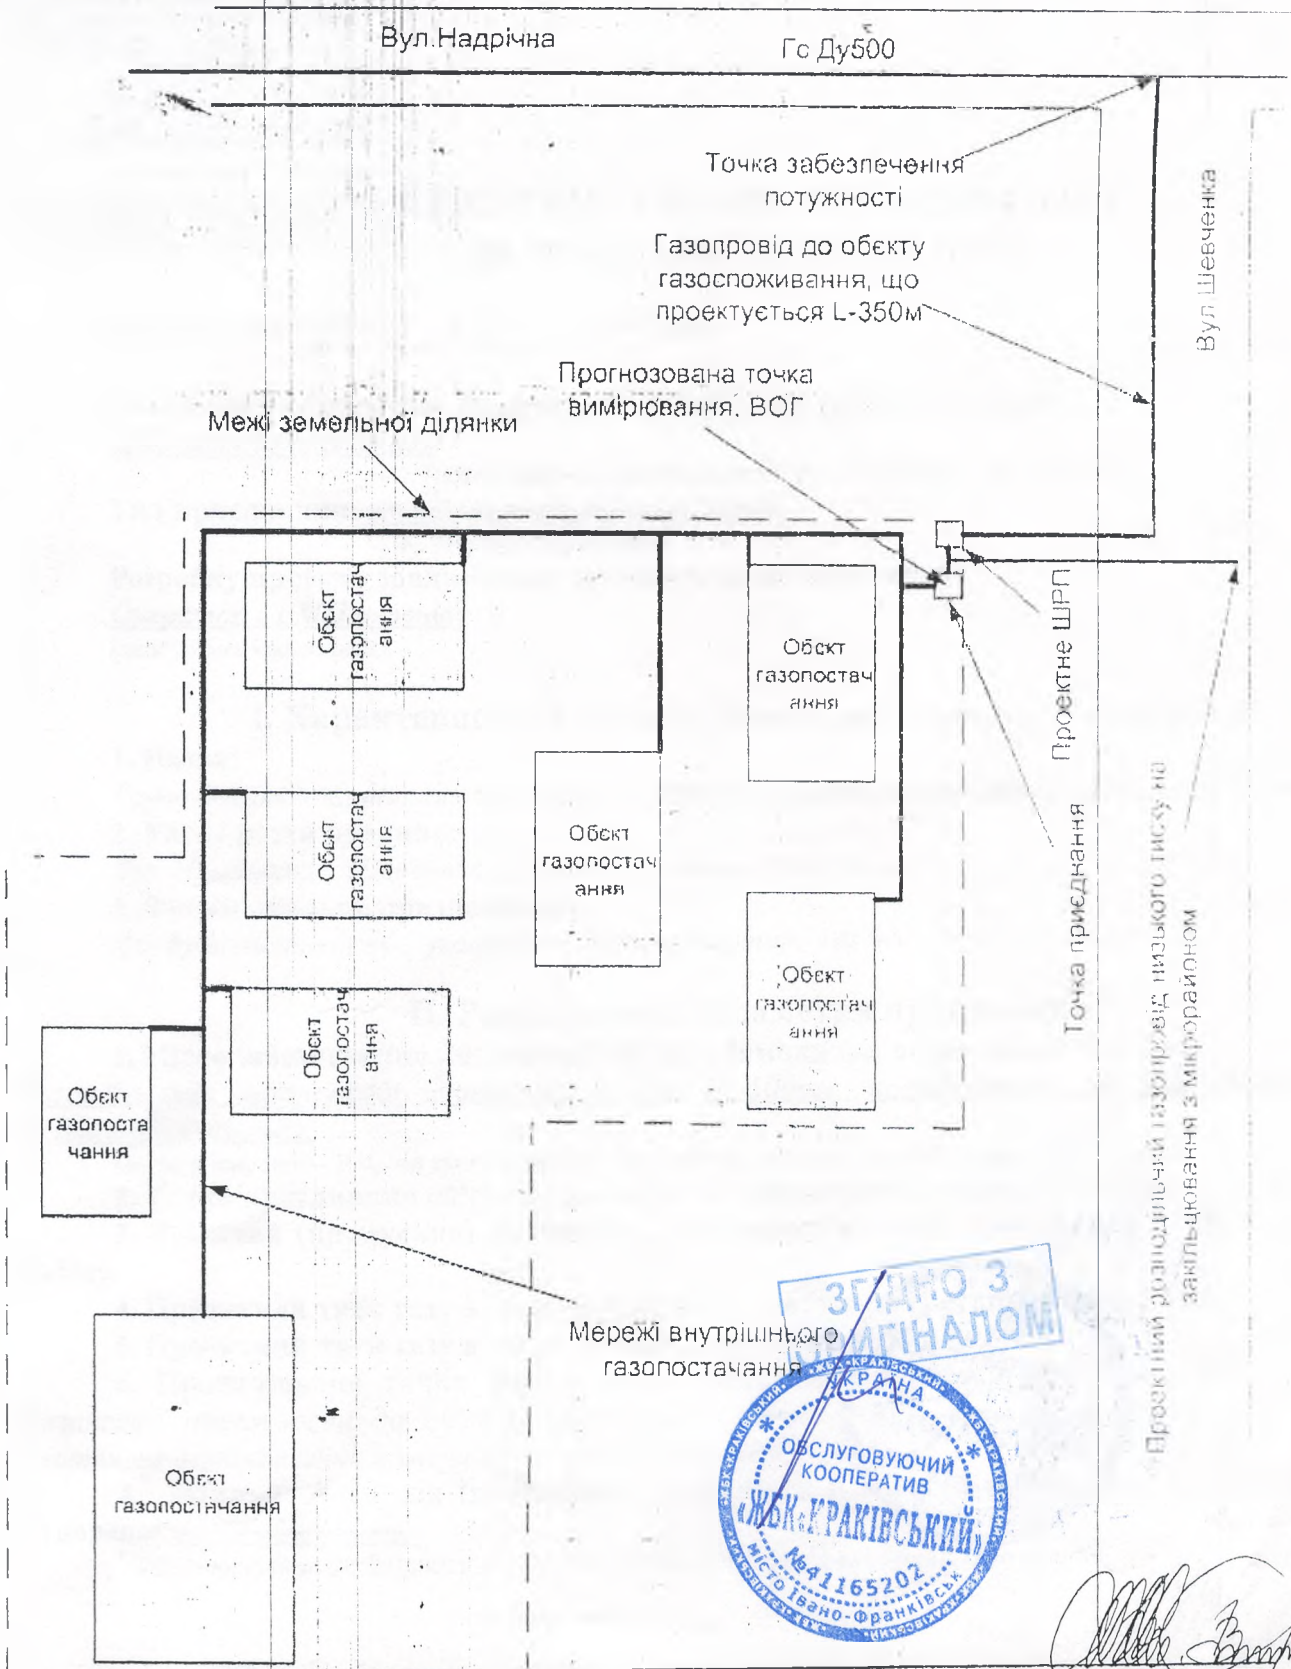 Вул.Надрічна
Гс Ду500
Точка забезпечення
потужності
Газопровід до обєкту
газоспоживання, що
проектується L-350м
Вул.Шевченка
Прогнозована точка
вимірювання. ВОГ
Межі земельної ділянки
Обєкт
газопостач
ання
Обєкт
газопостач
ання
Проектне ШРП
Обєкт
газопостач
ання
Обєкт
газопостач
ання
Точка приєднання
Проектний розподільчий газопровід низького тиску на
закільцювання з мікрорайоном
Обєкт
газопостач
ання
Обєкт
газопостач
ання
Обєкт
газопоста
чання
Мережі внутрішнього
газопостачання
Обєкт
газопостачання
ЗГІДНО З
ОРИГІНАЛОМ
УКРАЇНА
ОБСЛУГОВУЮЧИЙ
КООПЕРАТИВ
«ЖБК«КРАКІВСЬКИЙ»
№41165202
місто Івано-Франківськ